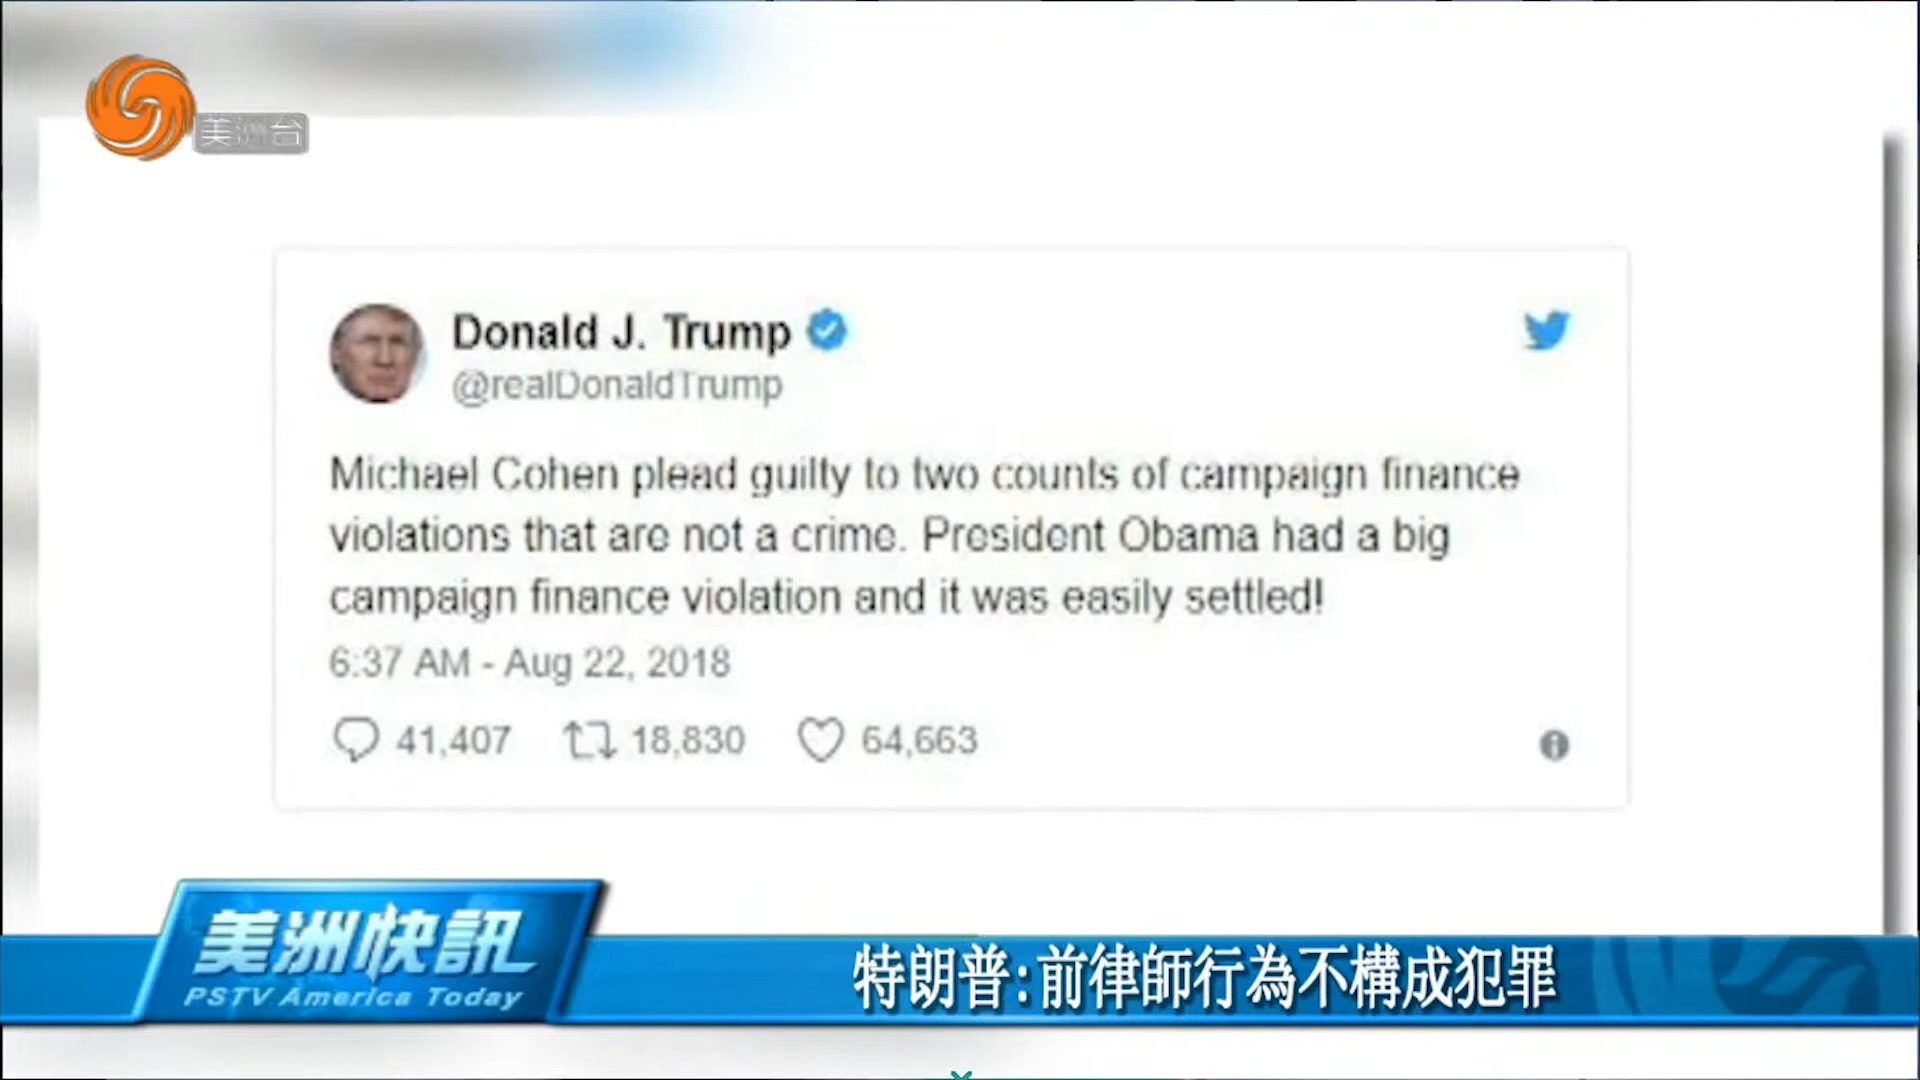 美洲台
Donald J. Trump
@realDonaldTrump
Michael Cohen plead guilty to two counts of campaign finance
violations that are not a crime. President Obama had a big
campaign finance violation and it was easily settled!
6:37 AM - Aug 22, 2018
41,407 18,830 64,663
美洲快訊
PSTV America Today
特朗普:前律師行為不構成犯罪